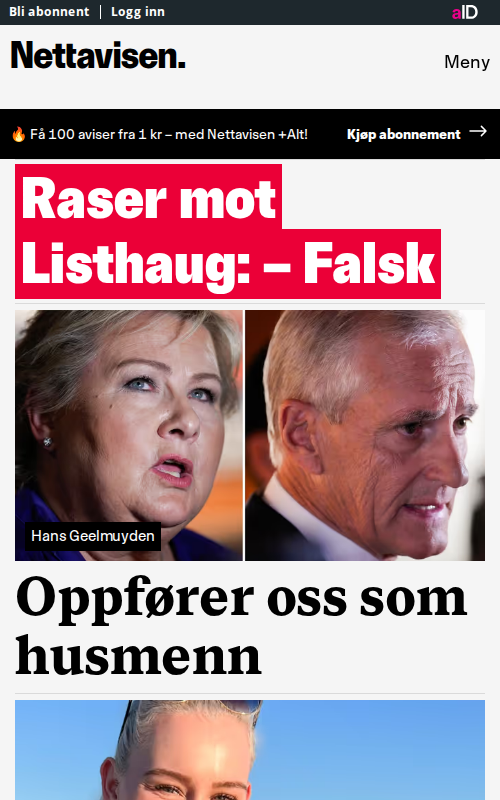 Bli abonnent | Logg inn
aID
Nettavisen.
Meny
🔥 Få 100 aviser fra 1 kr – med Nettavisen +Alt!
Kjøp abonnement →
Raser mot
Listhaug: – Falsk
Hans Geelmuyden
Oppfører oss som
husmenn